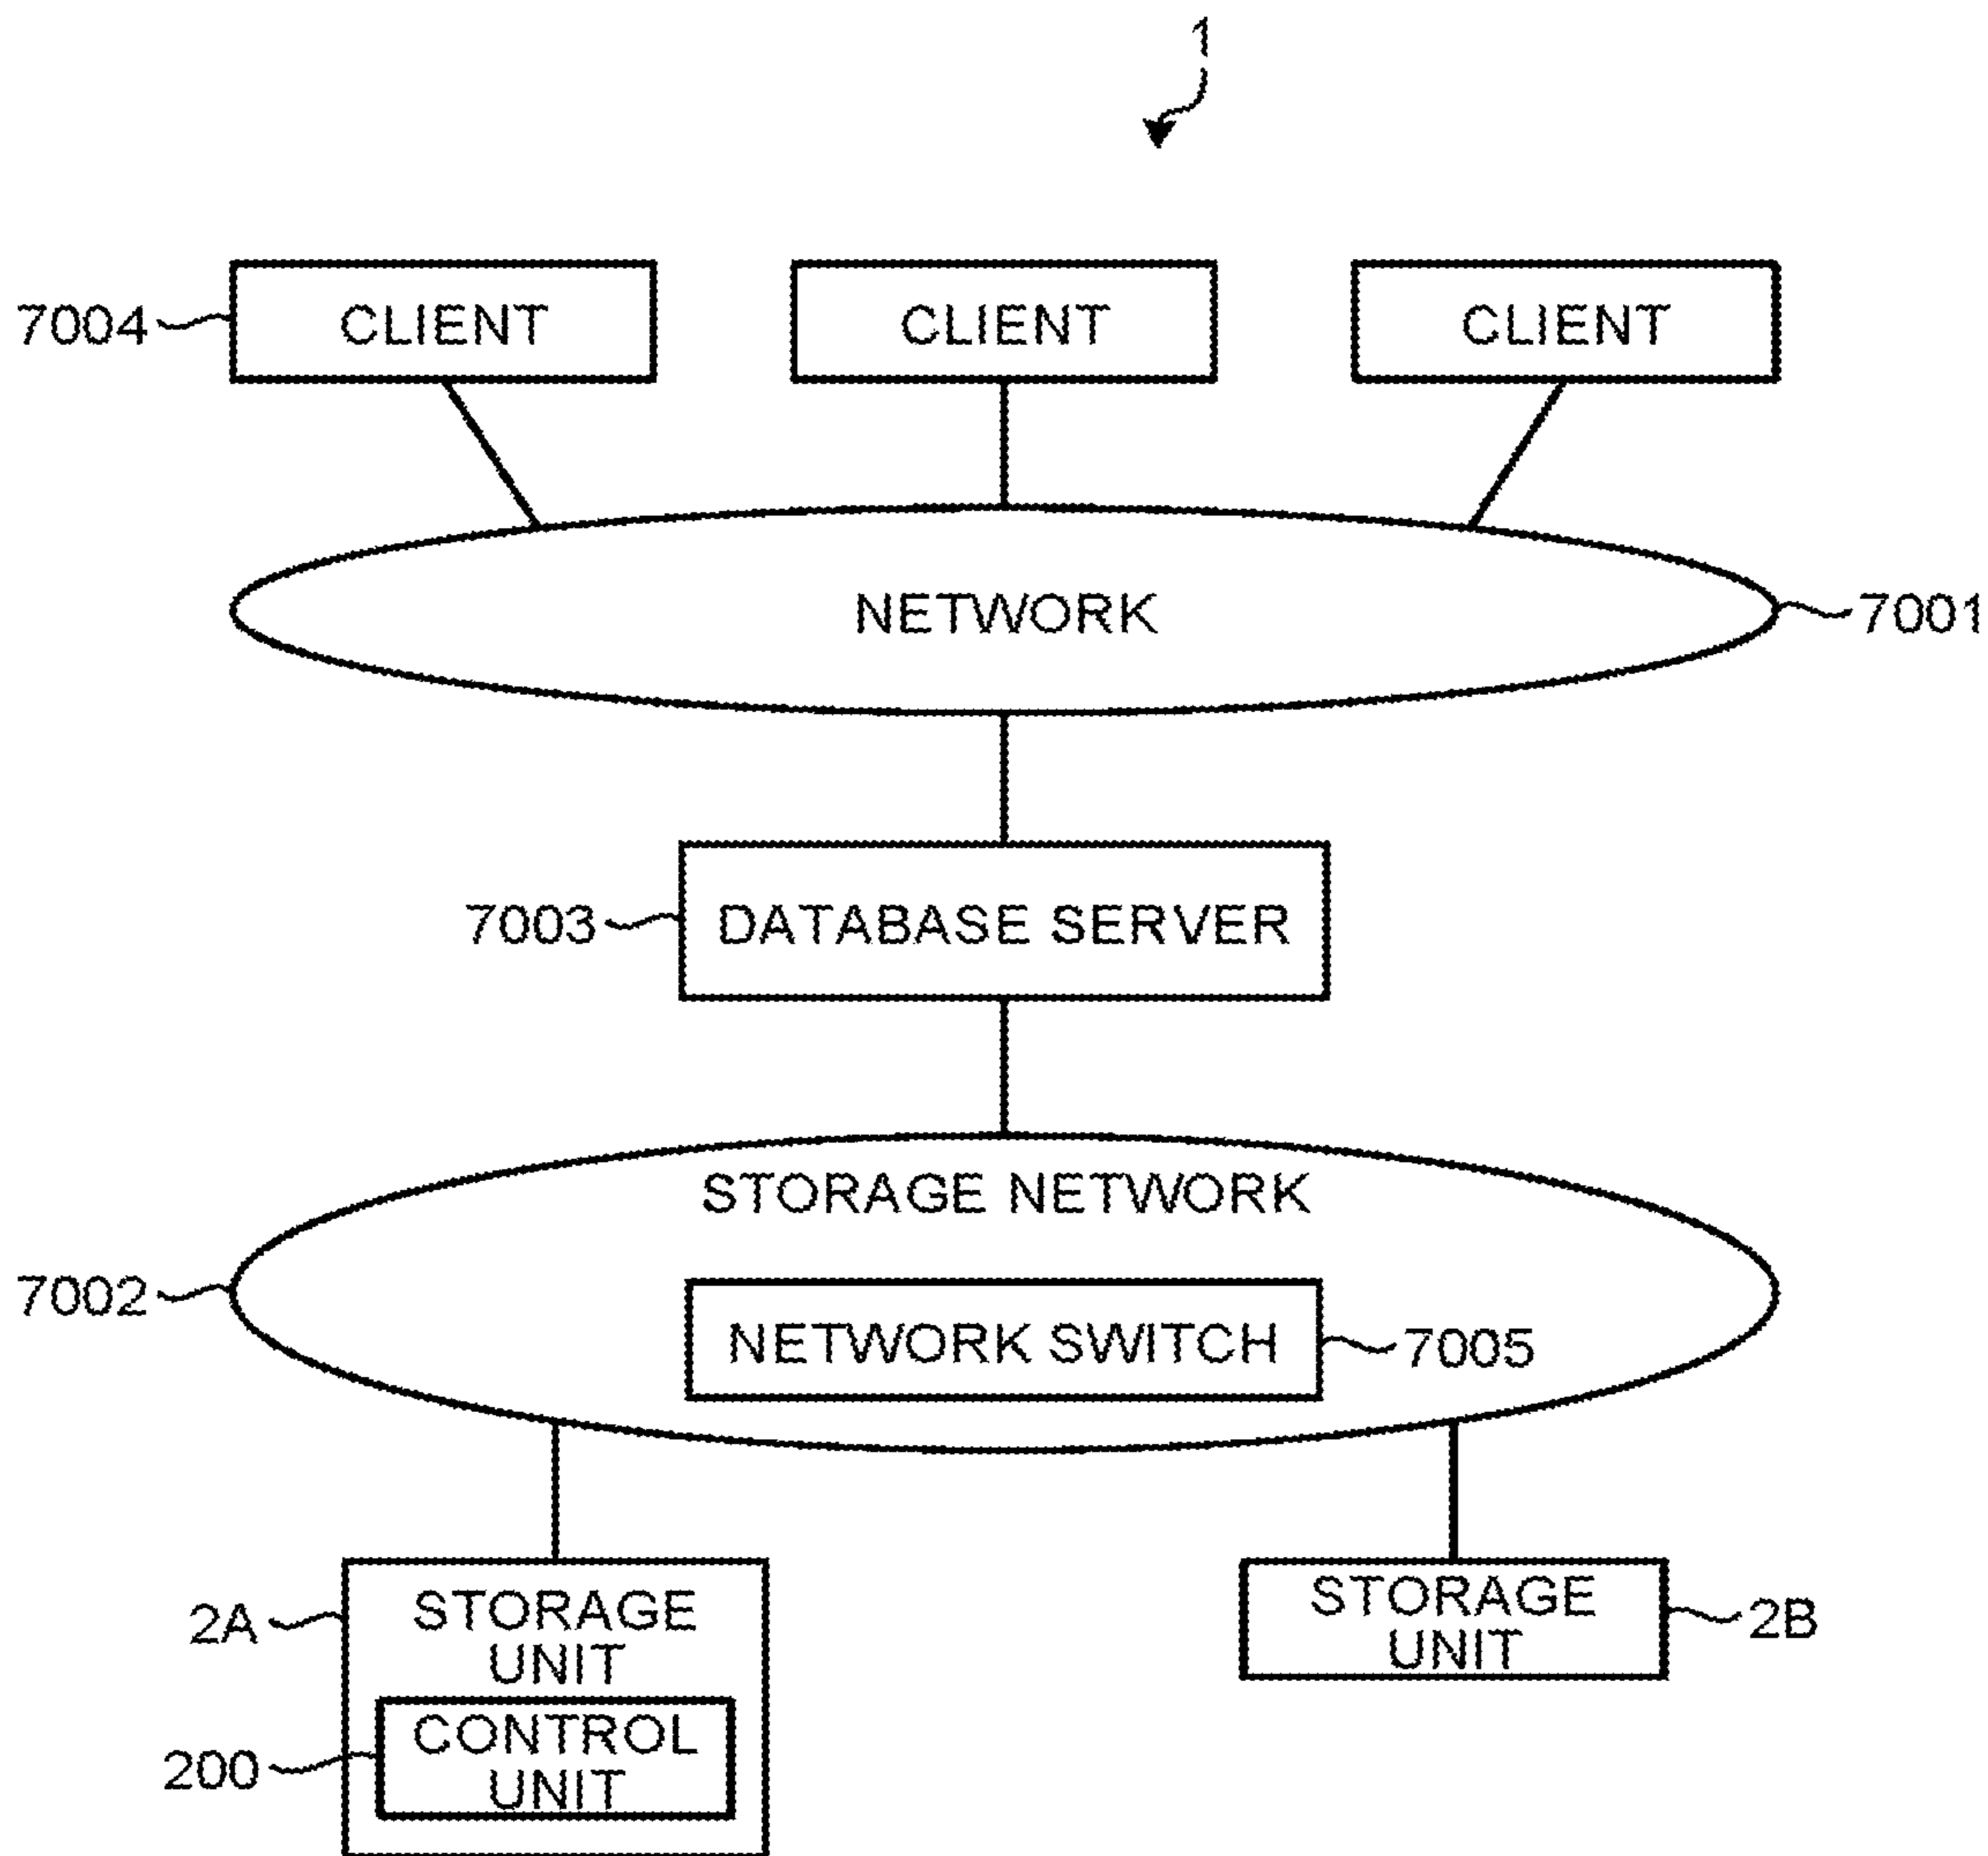 1
7004
CLIENT
CLIENT
CLIENT
NETWORK
7001
7003
DATABASE SERVER
STORAGE NETWORK
7002
NETWORK SWITCH
7005
2A
STORAGE
UNIT
STORAGE
UNIT
2B
200
CONTROL
UNIT